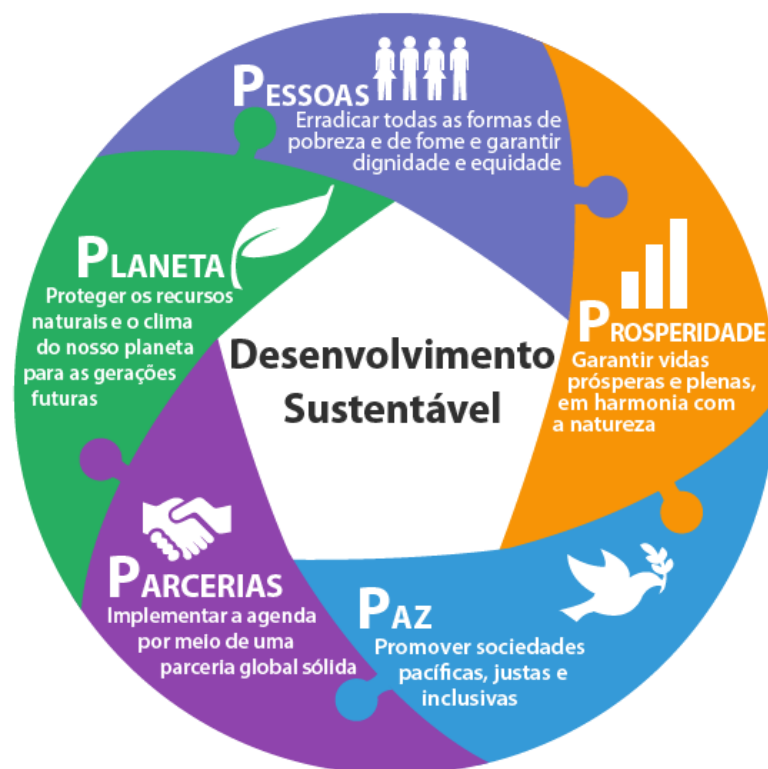 PESSOAS
Erradicar todas as formas de
pobreza e de fome e garantir
dignidade e equidade
PLANETA
Proteger os recursos
naturais e o clima
do nosso planeta
para as gerações
futuras
PROSPERIDADE
Garantir vidas
prósperas e plenas,
em harmonia com
a natureza
Desenvolvimento
Sustentável
PARCERIAS
Implementar a agenda
por meio de uma
parceria global sólida
PAZ
Promover sociedades
pacíficas, justas e
inclusivas